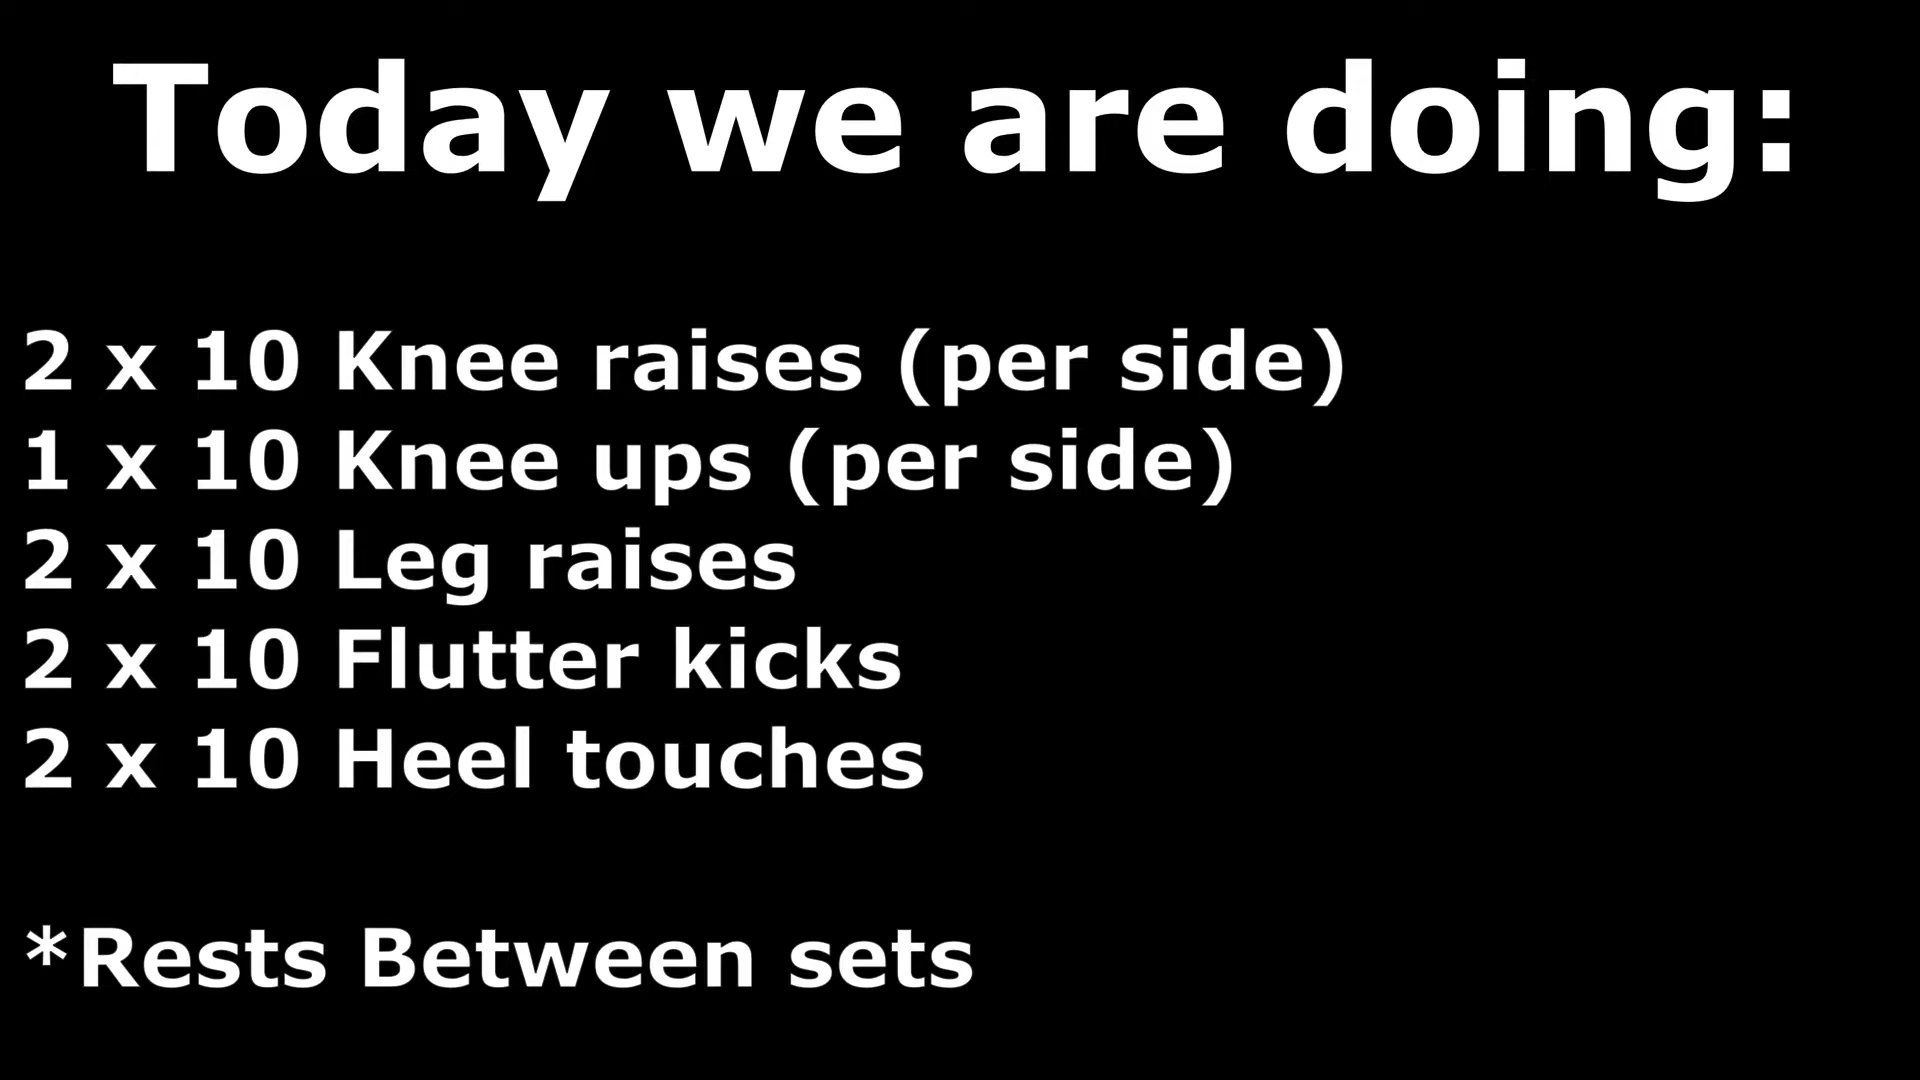 Today we are doing:
2 x 10 Knee raises (per side)
1 x 10 Knee ups (per side)
2 x 10 Leg raises
2 x 10 Flutter kicks
2 x 10 Heel touches
*Rests Between sets